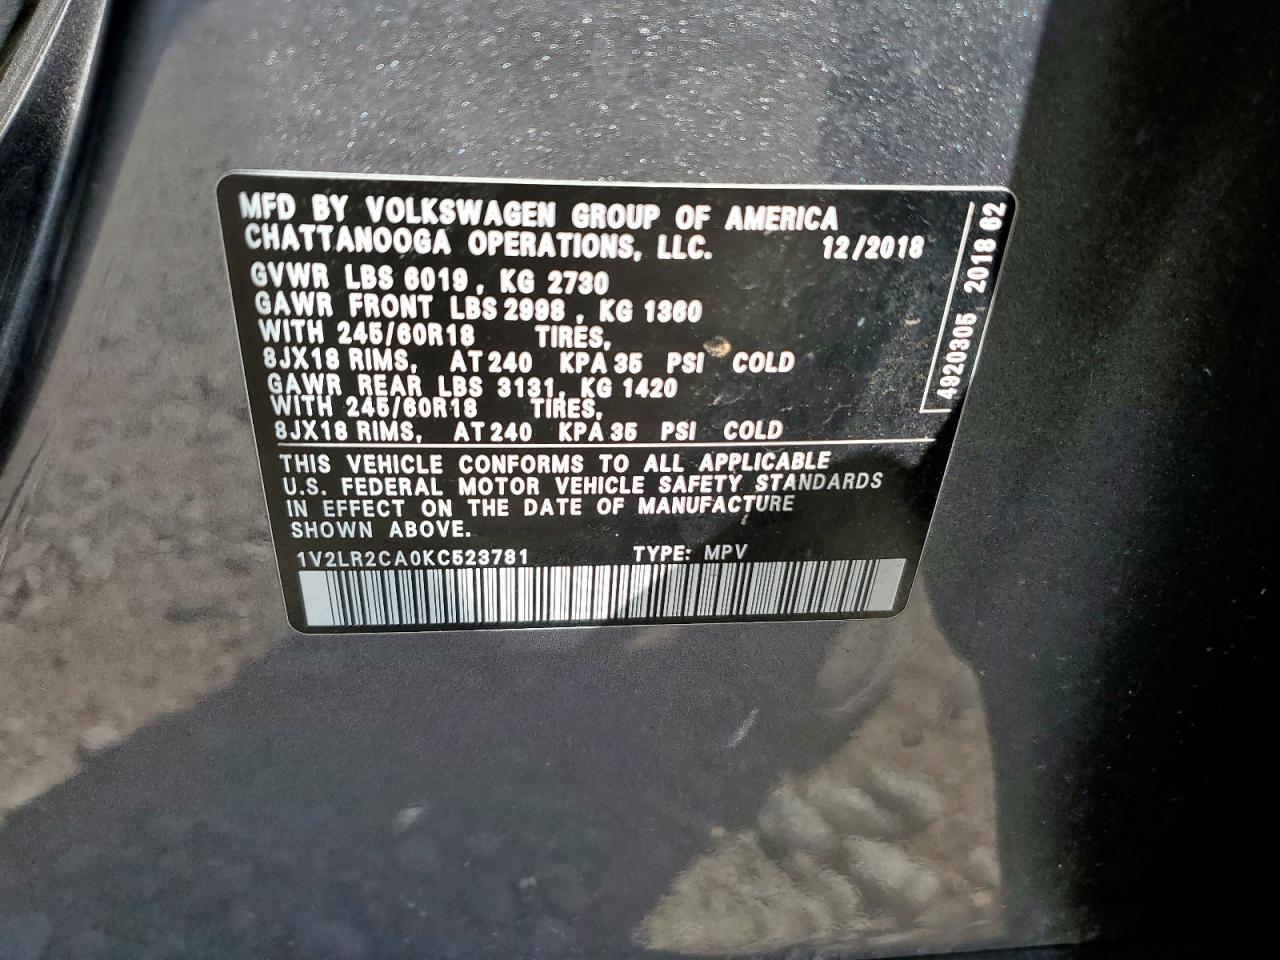 MFD BY VOLKSWAGEN GROUP OF AMERICA
CHATTANOOGA OPERATIONS, LLC. 12/2018
GVWR LBS 6019, KG 2730
GAWR FRONT LBS 2998, KG 1360
WITH 245/60R18 TIRES,
8JX18 RIMS, AT 240 KPA 35 PSI COLD
GAWR REAR LBS 3131, KG 1420
WITH 245/60R18 TIRES,
8JX18 RIMS, AT 240 KPA 35 PSI COLD
THIS VEHICLE CONFORMS TO ALL APPLICABLE
U.S. FEDERAL MOTOR VEHICLE SAFETY STANDARDS
IN EFFECT ON THE DATE OF MANUFACTURE
SHOWN ABOVE.
1V2LR2CA0KC523781 TYPE: MPV
4920305 2018 62